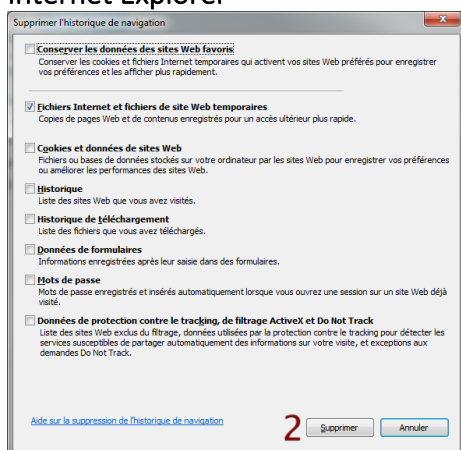 Internet Explorer
Supprimer l'historique de navigation
Conserver les données des sites Web favoris
Conserver les cookies et fichiers Internet temporaires qui activent vos sites Web préférés pour enregistrer
vos préférences et les afficher plus rapidement.
Fichiers Internet et fichiers de site Web temporaires
Copies de pages Web et de contenus enregistrés pour un accès ultérieur plus rapide.
Cookies et données de sites Web
Fichiers ou bases de données stockés sur votre ordinateur par les sites Web pour enregistrer vos préférences
ou améliorer les performances des sites Web.
Historique
Liste des sites Web que vous avez visités.
Historique de téléchargement
Liste des fichiers que vous avez téléchargés.
Données de formulaires
Informations enregistrées après leur saisie dans des formulaires.
Mots de passe
Mots de passe enregistrés et insérés automatiquement lorsque vous ouvrez une session sur un site Web déjà
visité.
Données de protection contre le tracking, de filtrage ActiveX et Do Not Track
Liste des sites Web exclus du filtrage, données utilisées par la protection contre le tracking pour détecter les
services susceptibles de partager automatiquement des informations sur votre visite, et exceptions aux
demandes Do Not Track.
Aide sur la suppression de l'historique de navigation 2 Supprimer Annuler